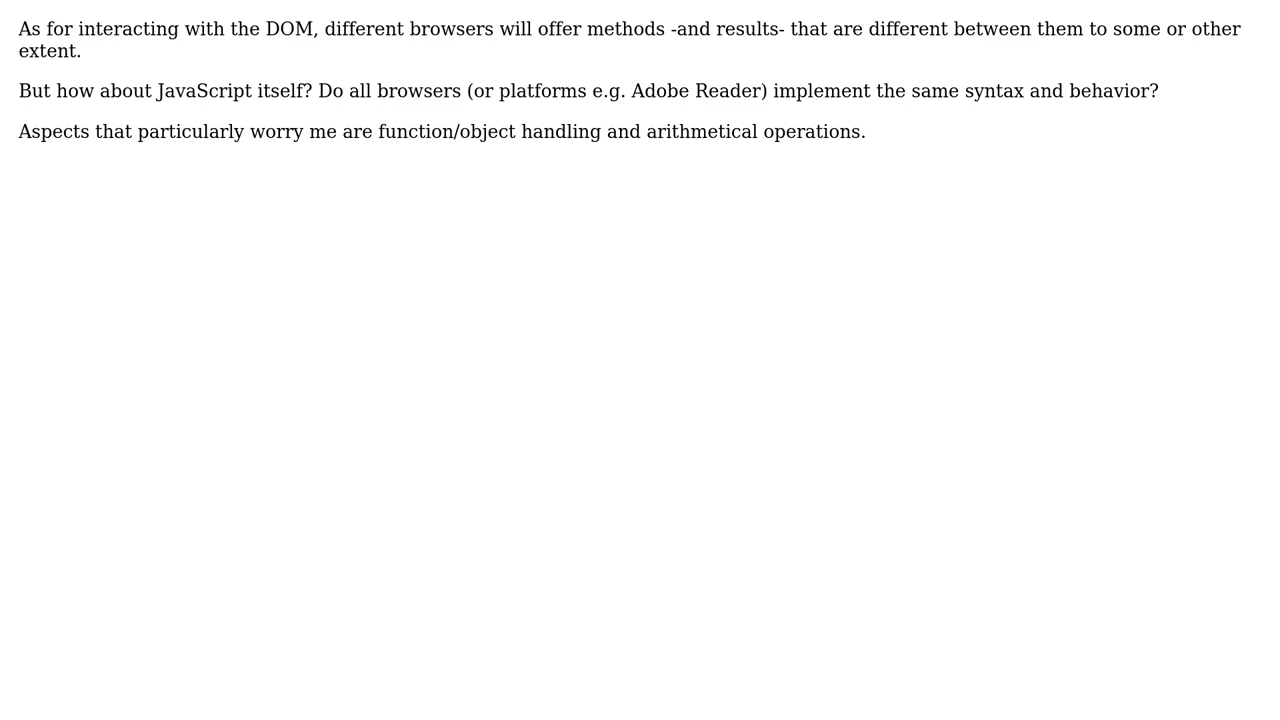 As for interacting with the DOM, different browsers will offer methods -and results- that are different between them to some or other
extent.
But how about JavaScript itself? Do all browsers (or platforms e.g. Adobe Reader) implement the same syntax and behavior?
Aspects that particularly worry me are function/object handling and arithmetical operations.